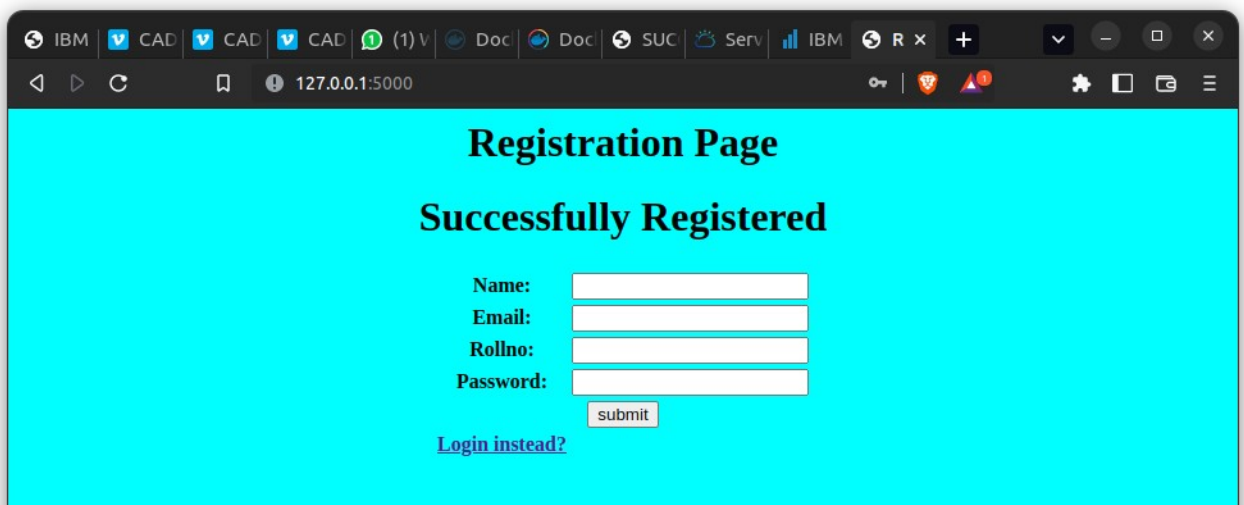 IBM CAD CAD CAD (1) Doc Doc SUC Serv IBM R
127.0.0.1:5000
1
Registration Page
Successfully Registered
Name:
Email:
Rollno:
Password:
submit
Login instead?